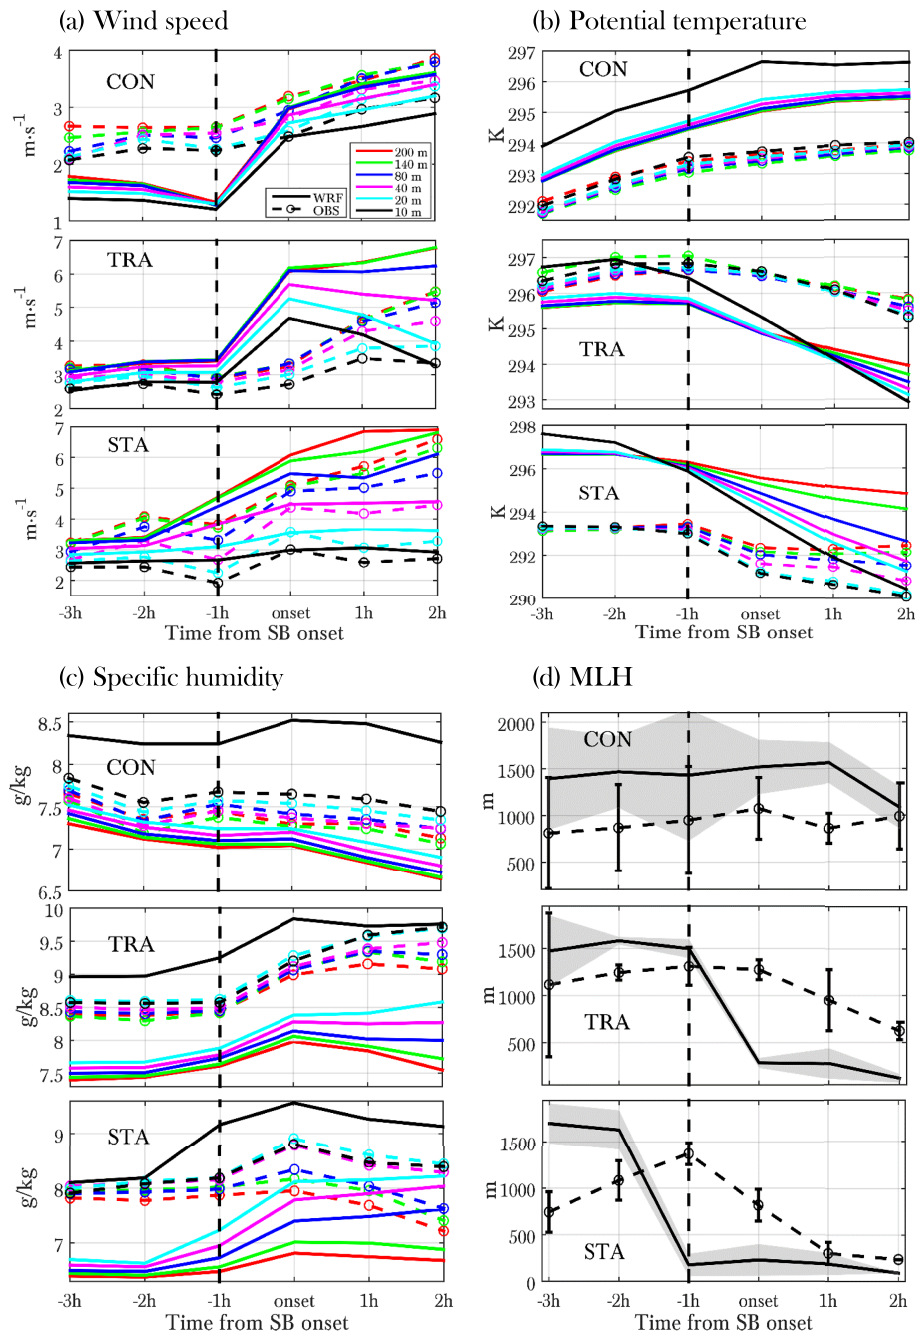 (a) Wind speed
4
3
2
1
m·s⁻¹
CON
WRF
OBS
200 m
140 m
80 m
40 m
20 m
10 m
7
6
5
4
3
2
m·s⁻¹
TRA
7
6
5
4
3
2
m·s⁻¹
STA
-3h -2h -1h onset 1h 2h
Time from SB onset
(b) Potential temperature
297
296
295
294
293
292
K
CON
297
296
295
294
293
K
TRA
298
296
294
292
290
K
STA
-3h -2h -1h onset 1h 2h
Time from SB onset
(c) Specific humidity
8.5
8
7.5
7
6.5
g/kg
CON
10
9.5
9
8.5
8
7.5
g/kg
TRA
9
8
7
g/kg
STA
-3h -2h -1h onset 1h 2h
Time from SB onset
(d) MLH
2000
1500
1000
500
m
CON
1500
1000
500
m
TRA
1500
1000
500
0
m
STA
-3h -2h -1h onset 1h 2h
Time from SB onset